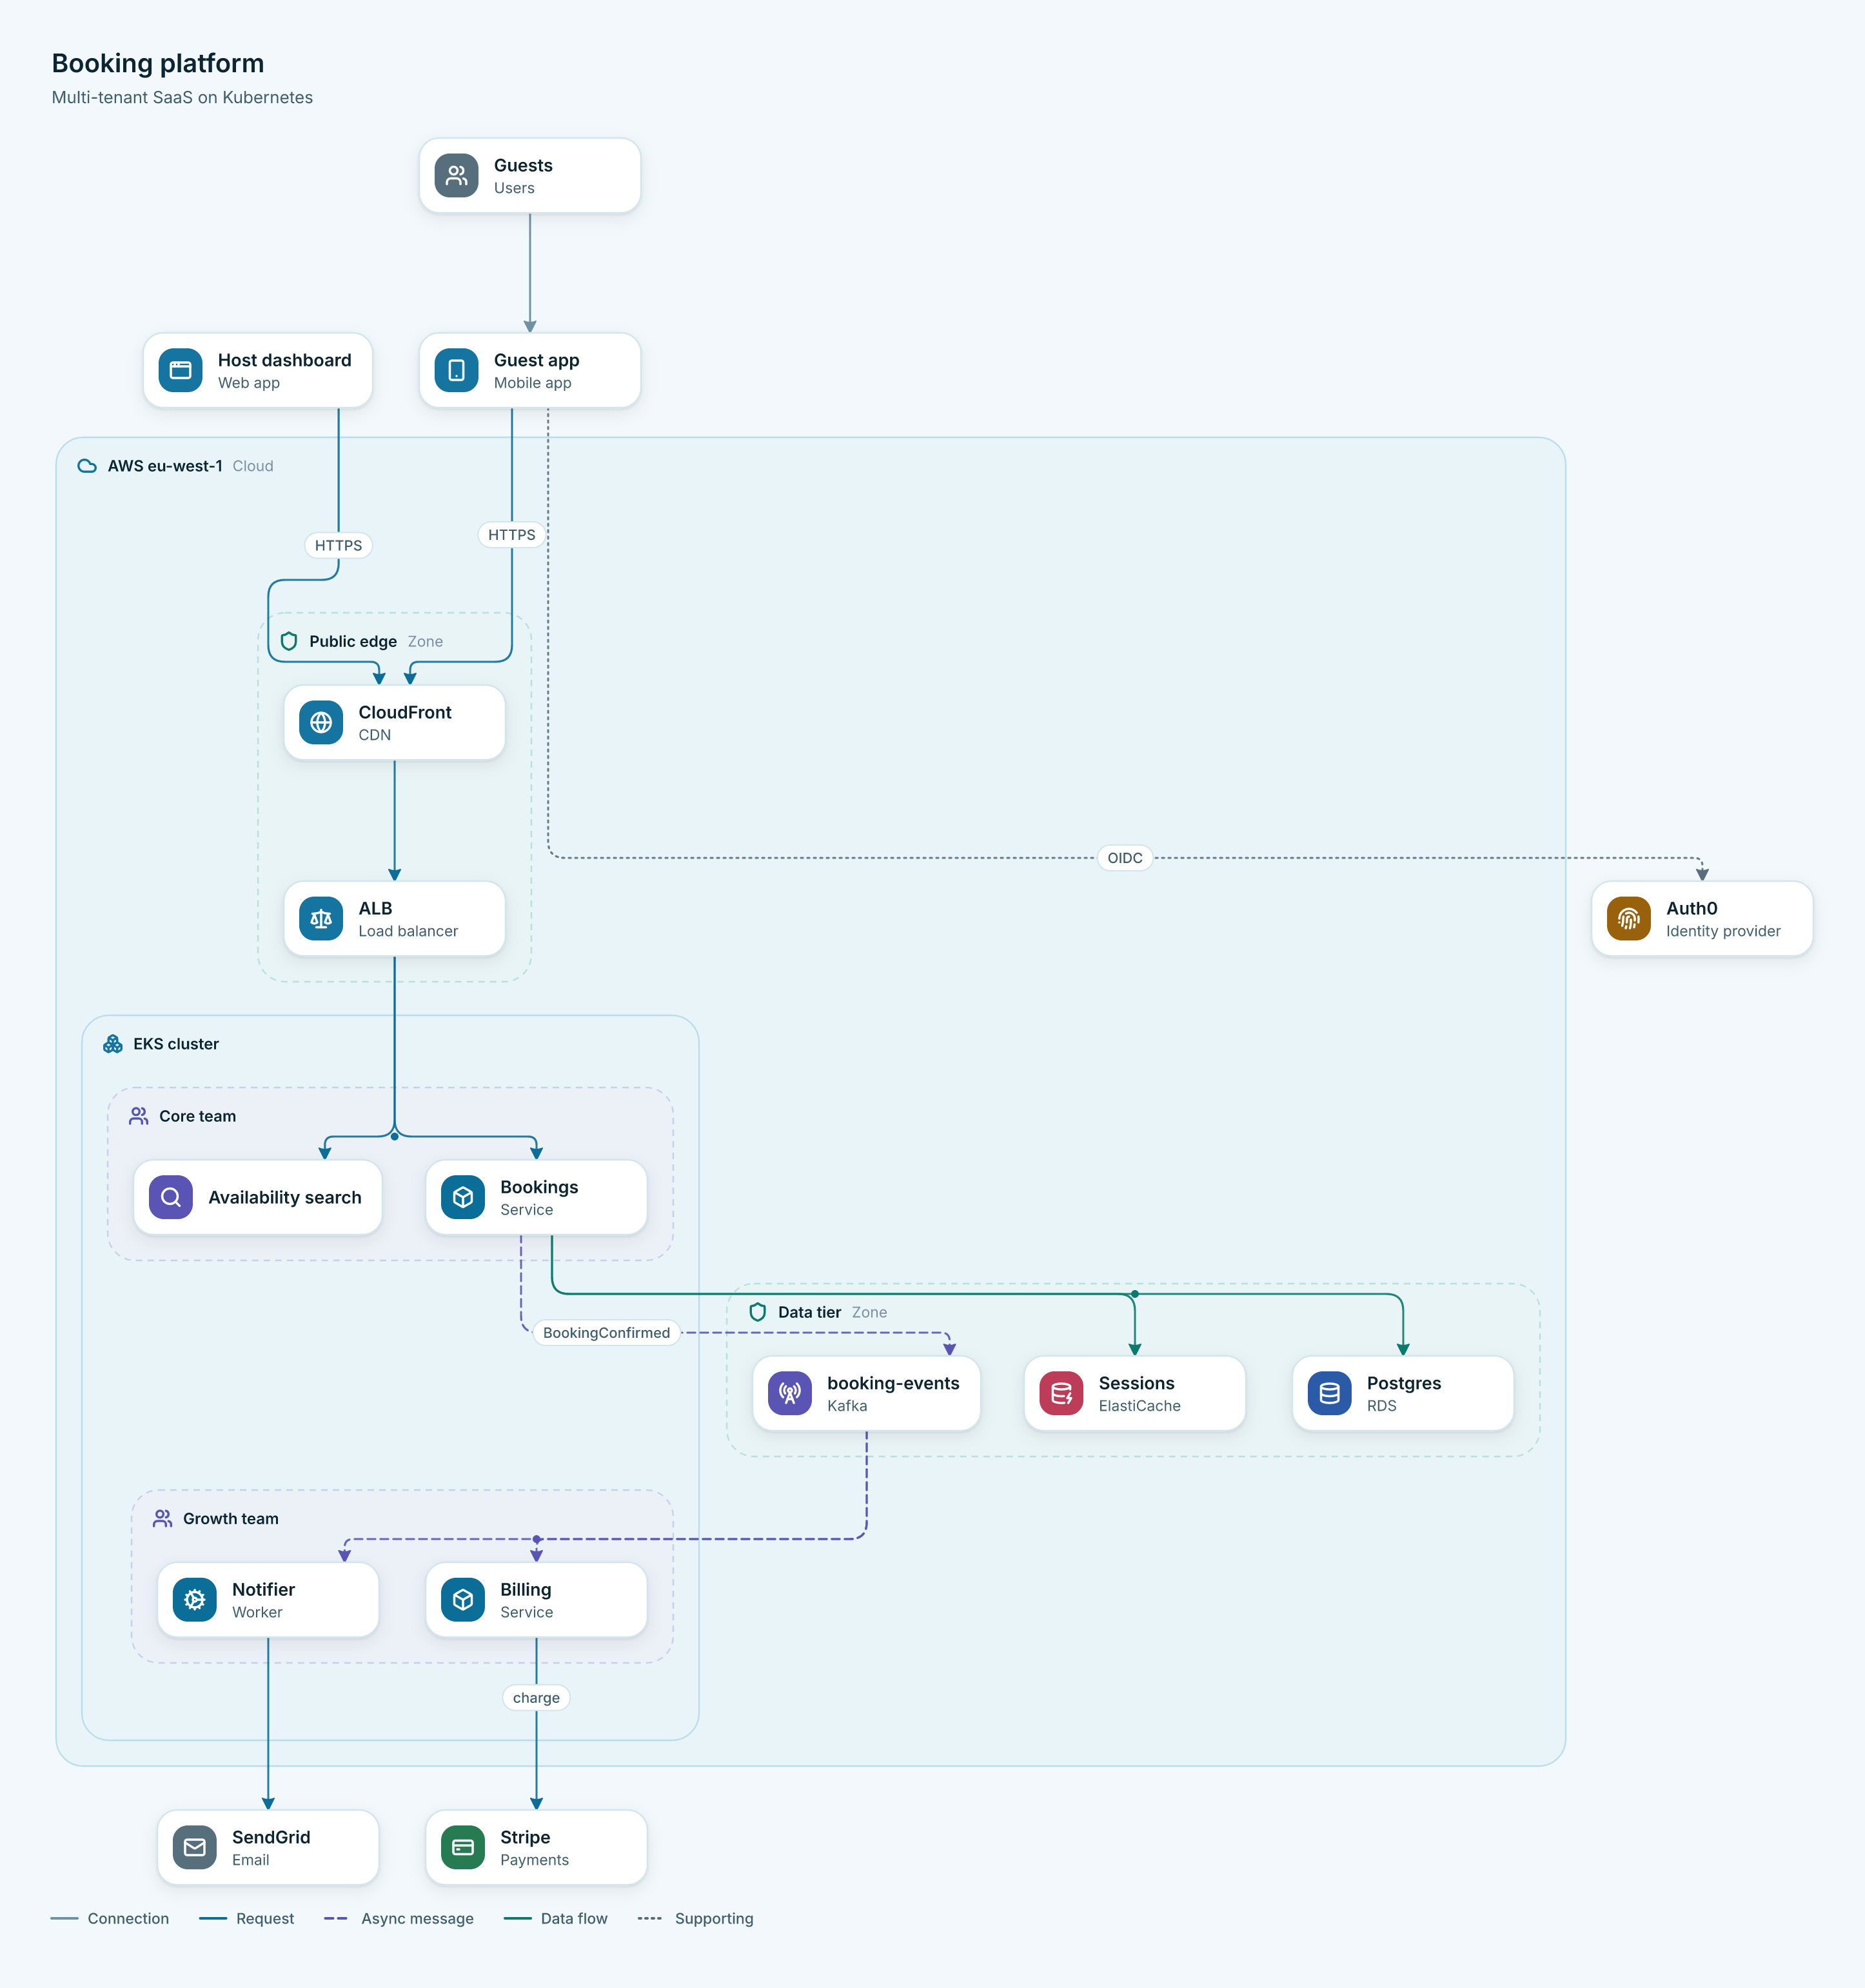 Booking platform
Multi-tenant SaaS on Kubernetes
Guests
Users
Host dashboard
Web app
Guest app
Mobile app
AWS eu-west-1 Cloud
HTTPS
HTTPS
Public edge Zone
CloudFront
CDN
OIDC
ALB
Load balancer
Auth0
Identity provider
EKS cluster
Core team
Availability search
Bookings
Service
Data tier Zone
BookingConfirmed
booking-events
Kafka
Sessions
ElastiCache
Postgres
RDS
Growth team
Notifier
Worker
Billing
Service
charge
SendGrid
Email
Stripe
Payments
Connection Request Async message Data flow Supporting